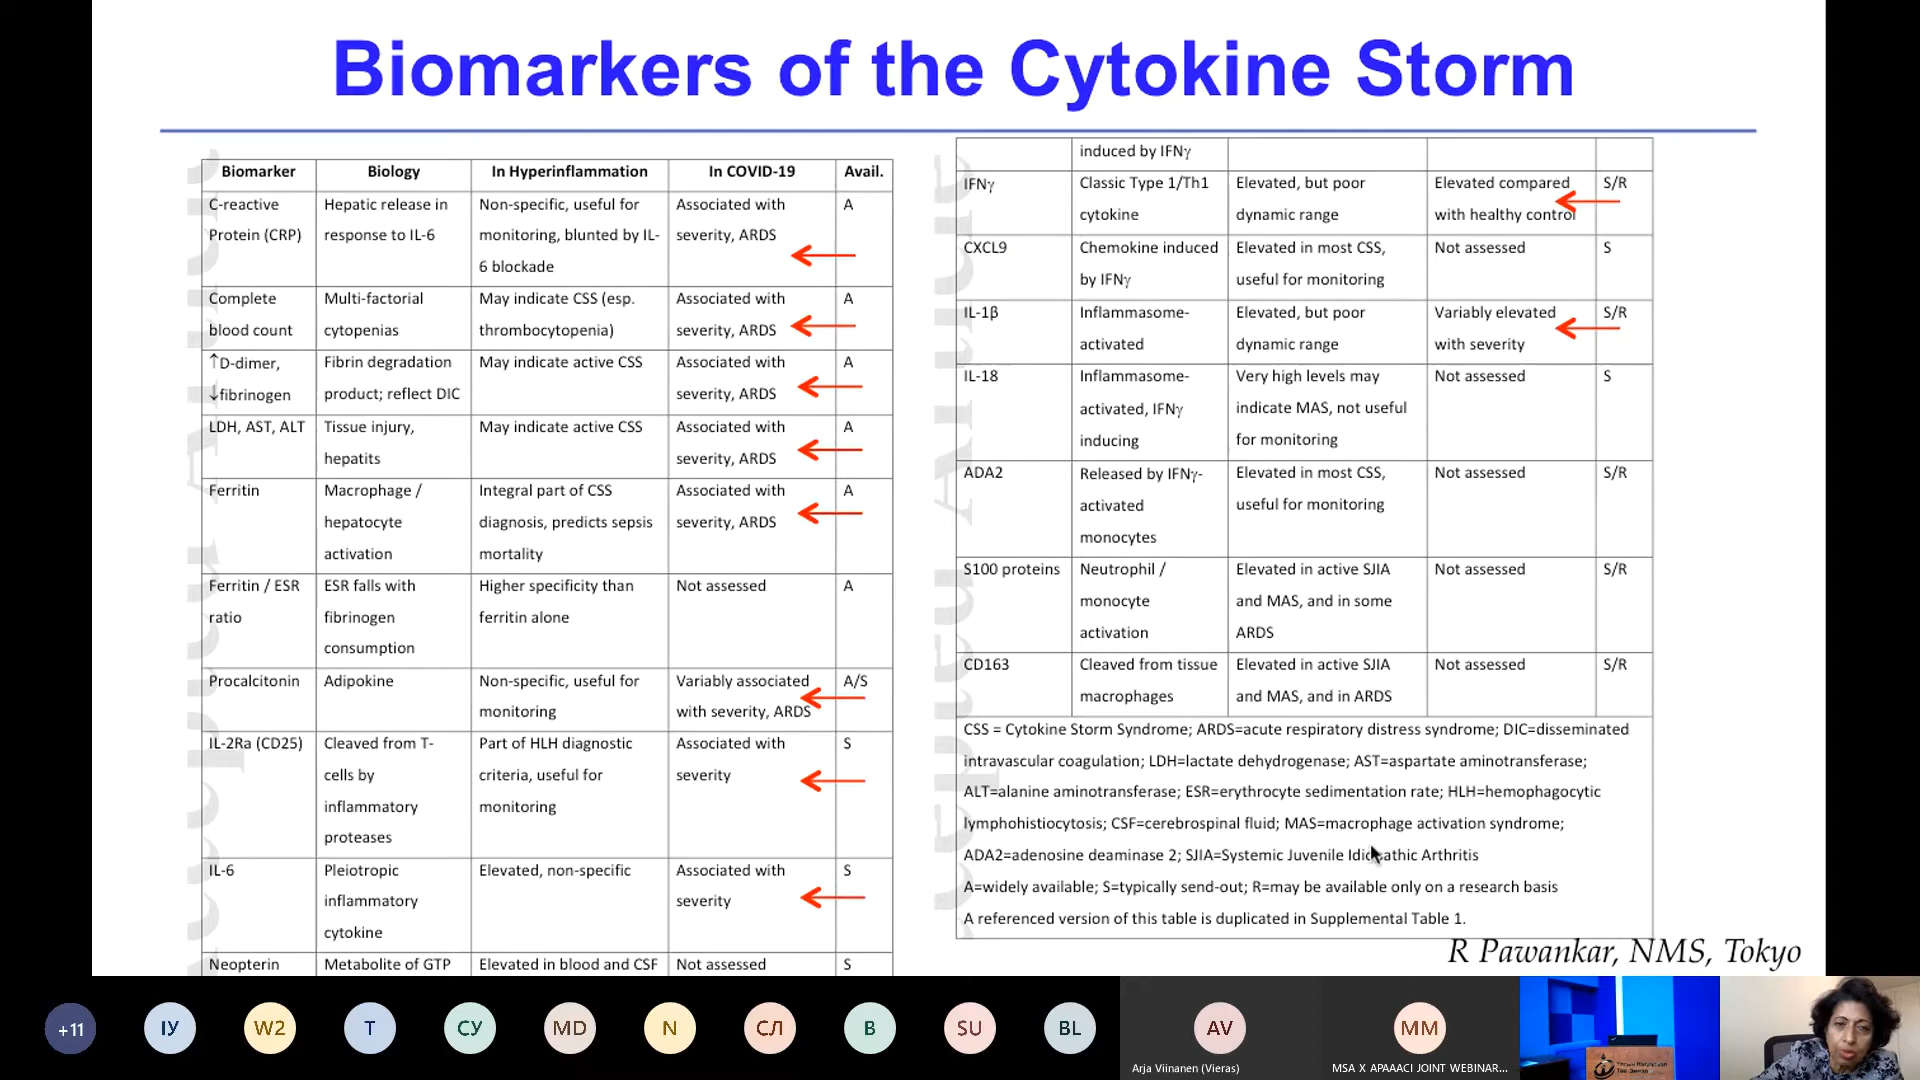 Biomarkers of the Cytokine Storm
Biomarker Biology In Hyperinflammation In COVID-19 Avail.
C-reactive Hepatic release in Non-specific, useful for Associated with A
Protein (CRP) response to IL-6 monitoring, blunted by IL- severity, ARDS
6 blockade
Complete Multi-factorial May indicate CSS (esp. Associated with A
blood count cytopenias thrombocytopenia) severity, ARDS
↑D-dimer, Fibrin degradation May indicate active CSS Associated with A
↓fibrinogen product; reflect DIC severity, ARDS
LDH, AST, ALT Tissue injury, May indicate active CSS Associated with A
hepatits severity, ARDS
Ferritin Macrophage / Integral part of CSS Associated with A
hepatocyte diagnosis, predicts sepsis severity, ARDS
activation mortality
Ferritin / ESR ESR falls with Higher specificity than Not assessed A
ratio fibrinogen ferritin alone
consumption
Procalcitonin Adipokine Non-specific, useful for Variably associated A/S
monitoring with severity, ARDS
IL-2Ra (CD25) Cleaved from T- Part of HLH diagnostic Associated with S
cells by criteria, useful for severity
inflammatory monitoring
proteases
IL-6 Pleiotropic Elevated, non-specific Associated with S
inflammatory severity
cytokine
Neopterin Metabolite of GTP Elevated in blood and CSF Not assessed S
induced by IFNγ
IFNγ Classic Type 1/Th1 Elevated, but poor Elevated compared S/R
cytokine dynamic range with healthy control
CXCL9 Chemokine induced Elevated in most CSS, Not assessed S
by IFNγ useful for monitoring
IL-1β Inflammasome- Elevated, but poor Variably elevated S/R
activated dynamic range with severity
IL-18 Inflammasome- Very high levels may Not assessed S
activated, IFNγ indicate MAS, not useful
inducing for monitoring
ADA2 Released by IFNγ- Elevated in most CSS, Not assessed S/R
activated useful for monitoring
monocytes
S100 proteins Neutrophil / Elevated in active SJIA Not assessed S/R
monocyte and MAS, and in some
activation ARDS
CD163 Cleaved from tissue Elevated in active SJIA Not assessed S/R
macrophages and MAS, and in ARDS
CSS = Cytokine Storm Syndrome; ARDS=acute respiratory distress syndrome; DIC=disseminated
intravascular coagulation; LDH=lactate dehydrogenase; AST=aspartate aminotransferase;
ALT=alanine aminotransferase; ESR=erythrocyte sedimentation rate; HLH=hemophagocytic
lymphohistiocytosis; CSF=cerebrospinal fluid; MAS=macrophage activation syndrome;
ADA2=adenosine deaminase 2; SJIA=Systemic Juvenile Idiopathic Arthritis
A=widely available; S=typically send-out; R=may be available only on a research basis
A referenced version of this table is duplicated in Supplemental Table 1.
R Pawankar, NMS, Tokyo
+11 ІУ W2 T СУ MD N СЛ B SU BL AV MM
Arja Viinanen (Vieras) MSA X APAAACI JOINT WEBINAR...